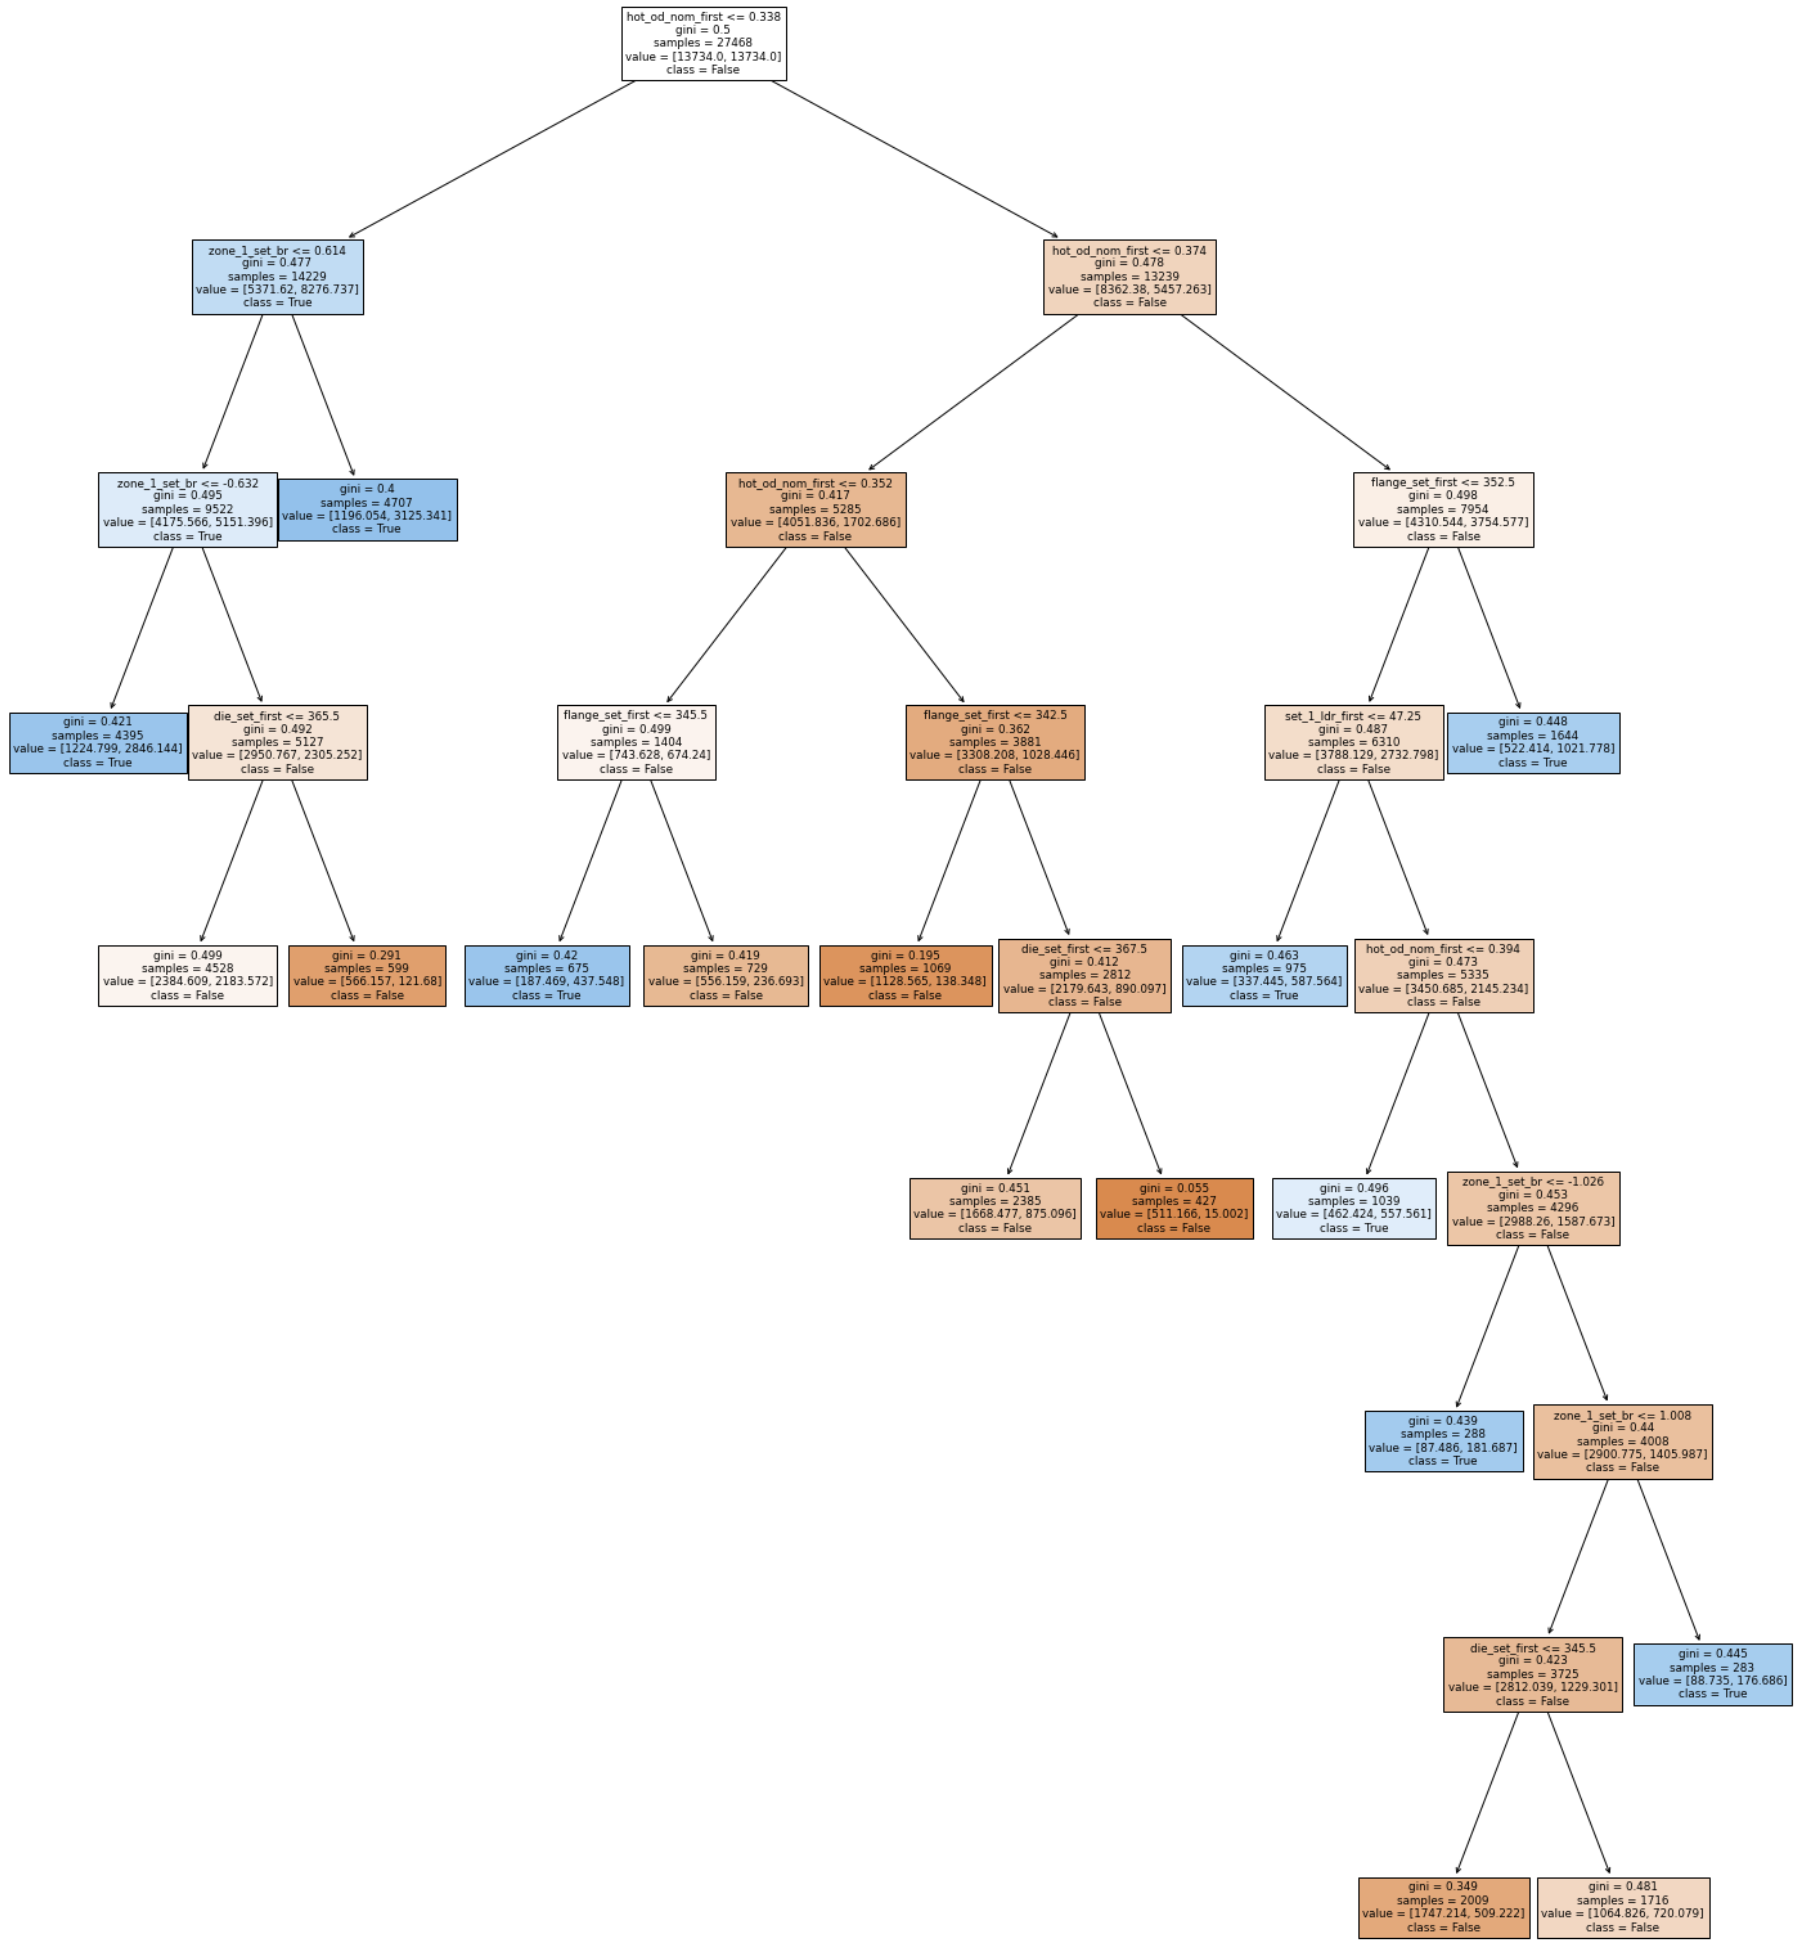 hot_od_nom_first <= 0.338
gini = 0.5
samples = 27468
value = [13734.0, 13734.0]
class = False
zone_1_set_br <= 0.614
gini = 0.477
samples = 14229
value = [5371.62, 8276.737]
class = True
hot_od_nom_first <= 0.374
gini = 0.478
samples = 13239
value = [8362.38, 5457.263]
class = False
zone_1_set_br <= -0.632
gini = 0.495
samples = 9522
value = [4175.566, 5151.396]
class = True
gini = 0.4
samples = 4707
value = [1196.054, 3125.341]
class = True
hot_od_nom_first <= 0.352
gini = 0.417
samples = 5285
value = [4051.836, 1702.686]
class = False
flange_set_first <= 352.5
gini = 0.498
samples = 7954
value = [4310.544, 3754.577]
class = False
gini = 0.421
samples = 4395
value = [1224.799, 2846.144]
class = True
die_set_first <= 365.5
gini = 0.492
samples = 5127
value = [2950.767, 2305.252]
class = False
flange_set_first <= 345.5
gini = 0.499
samples = 1404
value = [743.628, 674.24]
class = False
flange_set_first <= 342.5
gini = 0.362
samples = 3881
value = [3308.208, 1028.446]
class = False
set_1_ldr_first <= 47.25
gini = 0.487
samples = 6310
value = [3788.129, 2732.798]
class = False
gini = 0.448
samples = 1644
value = [522.414, 1021.778]
class = True
gini = 0.499
samples = 4528
value = [2384.609, 2183.572]
class = False
gini = 0.291
samples = 599
value = [566.157, 121.68]
class = False
gini = 0.42
samples = 675
value = [187.469, 437.548]
class = True
gini = 0.419
samples = 729
value = [556.159, 236.693]
class = False
gini = 0.195
samples = 1069
value = [1128.565, 138.348]
class = False
die_set_first <= 367.5
gini = 0.412
samples = 2812
value = [2179.643, 890.097]
class = False
gini = 0.463
samples = 975
value = [337.445, 587.564]
class = True
hot_od_nom_first <= 0.394
gini = 0.473
samples = 5335
value = [3450.685, 2145.234]
class = False
gini = 0.451
samples = 2385
value = [1668.477, 875.096]
class = False
gini = 0.055
samples = 427
value = [511.166, 15.002]
class = False
gini = 0.496
samples = 1039
value = [462.424, 557.561]
class = True
zone_1_set_br <= -1.026
gini = 0.453
samples = 4296
value = [2988.26, 1587.673]
class = False
gini = 0.439
samples = 288
value = [87.486, 181.687]
class = True
zone_1_set_br <= 1.008
gini = 0.44
samples = 4008
value = [2900.775, 1405.987]
class = False
die_set_first <= 345.5
gini = 0.423
samples = 3725
value = [2812.039, 1229.301]
class = False
gini = 0.445
samples = 283
value = [88.735, 176.686]
class = True
gini = 0.349
samples = 2009
value = [1747.214, 509.222]
class = False
gini = 0.481
samples = 1716
value = [1064.826, 720.079]
class = False